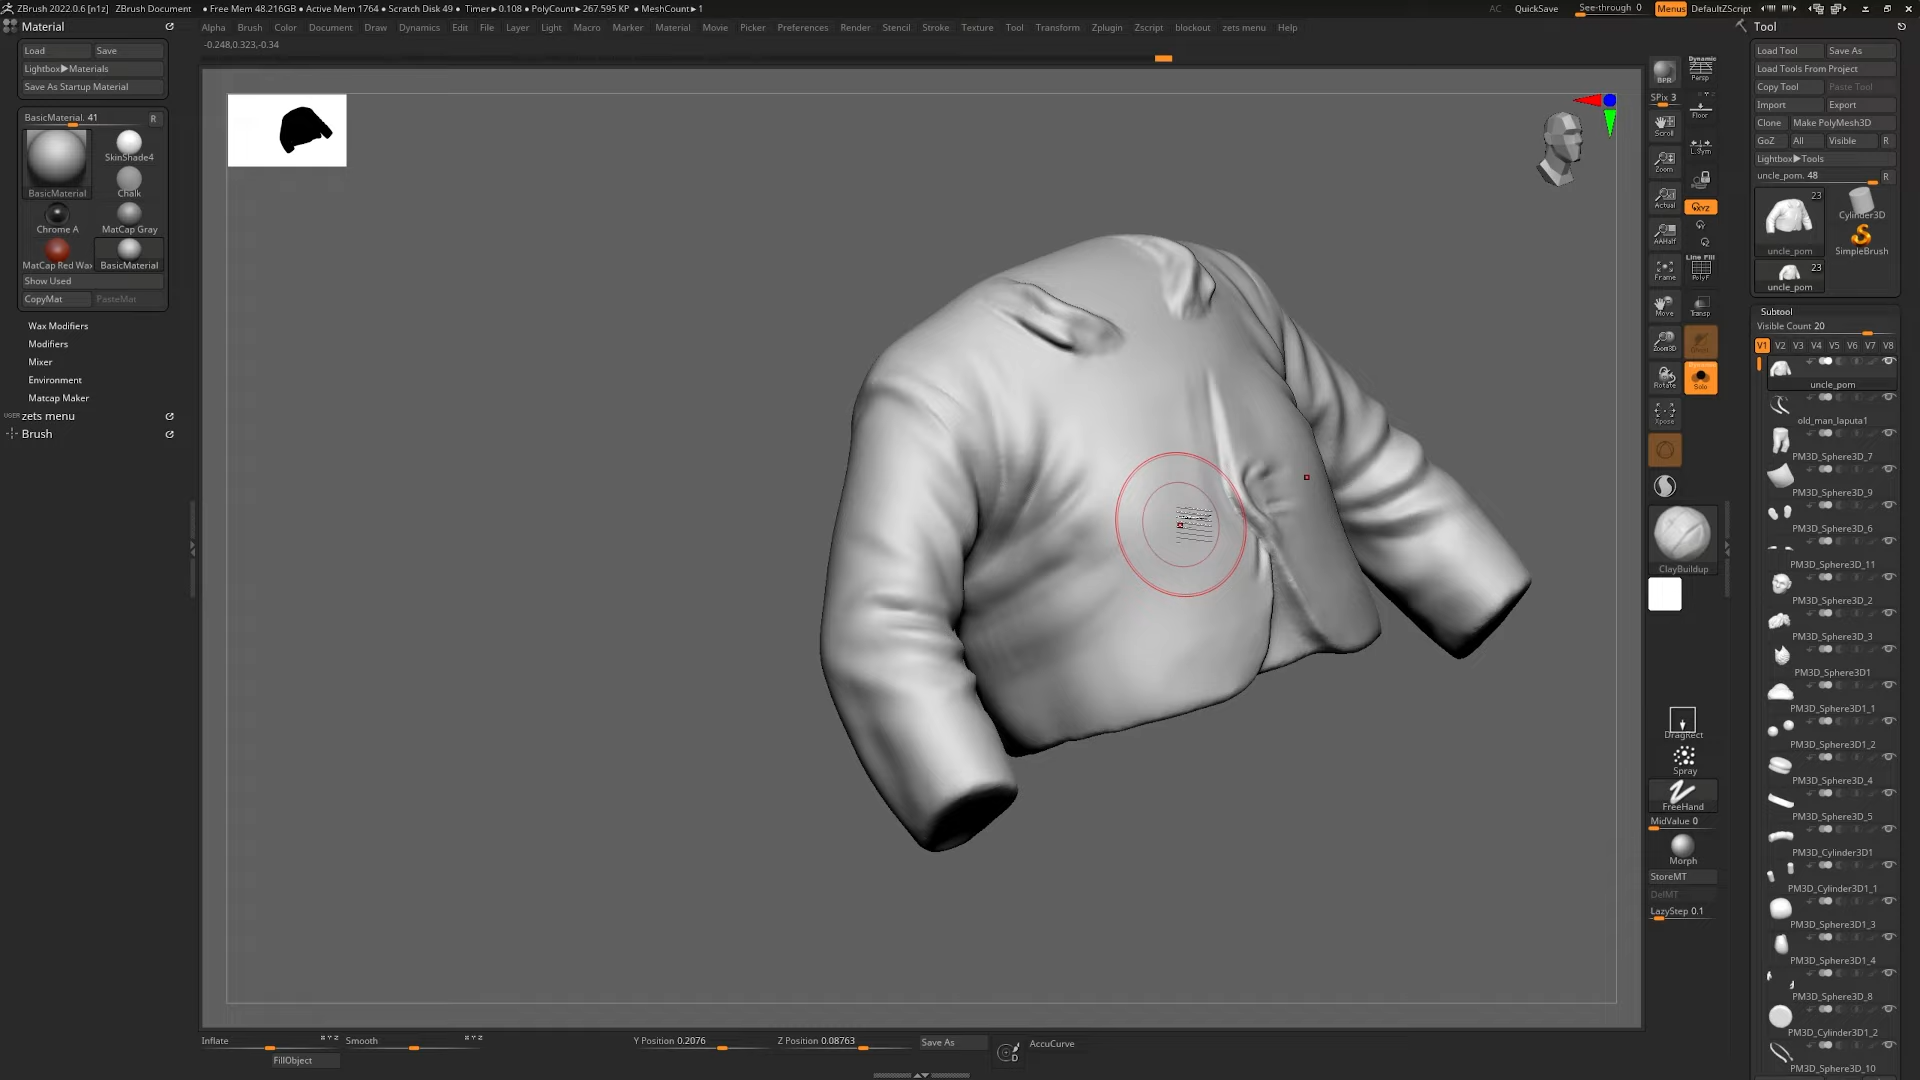 ZBrush 2022.0.6 [n1z] ZBrush Document ● Free Mem 48.216GB ● Active Mem 1764 ● Scratch Disk 49 ● Timer▸0.108 ● PolyCount▸267.595 KP ● MeshCount▸1 AC QuickSave See-through 0 Menus DefaultZScript
Material
Alpha Brush Color Document Draw Dynamics Edit File Layer Light Macro Marker Material Movie Picker Preferences Render Stencil Stroke Texture Tool Transform Zplugin Zscript blockout zets menu Help
Tool
-0.248,0.323,-0.34
Load Save
Lightbox▸Materials
Save As Startup Material
BasicMaterial. 41 R
BasicMaterial
SkinShade4
Chalk
Chrome A
MatCap Gray
MatCap Red Wax
BasicMaterial
Show Used
CopyMat PasteMat
Wax Modifiers
Modifiers
Mixer
Environment
Matcap Maker
zets menu
Brush
BPR
SPix 3
Scroll
Zoom
Actual
AAHalf
Frame
Move
Zoom3D
Rotate
Xpose
Dynamic
Persp
Floor
L.Sym
XYZ
Line Fill
PolyF
Transp
Solo
ClayBuildup
DragRect
Spray
FreeHand
MidValue 0
Morph
StoreMT
DelMT
LazyStep 0.1
Load Tool Save As
Load Tools From Project
Copy Tool Paste Tool
Import Export
Clone Make PolyMesh3D
GoZ All Visible R
Lightbox▸Tools
uncle_pom. 48 R
23
uncle_pom
Cylinder3D
SimpleBrush
23
uncle_pom
Subtool
Visible Count 20
V1 V2 V3 V4 V5 V6 V7 V8
uncle_pom
old_man_laputa1
PM3D_Sphere3D_7
PM3D_Sphere3D_9
PM3D_Sphere3D_6
PM3D_Sphere3D_11
PM3D_Sphere3D_2
PM3D_Sphere3D_3
PM3D_Sphere3D1
PM3D_Sphere3D1_1
PM3D_Sphere3D1_2
PM3D_Sphere3D_4
PM3D_Sphere3D_5
PM3D_Cylinder3D1
PM3D_Cylinder3D1_1
PM3D_Sphere3D1_3
PM3D_Sphere3D1_4
PM3D_Sphere3D_8
PM3D_Cylinder3D1_2
PM3D_Sphere3D_10
Inflate Smooth Y Position 0.2076 Z Position 0.08763 Save As AccuCurve
FillObject